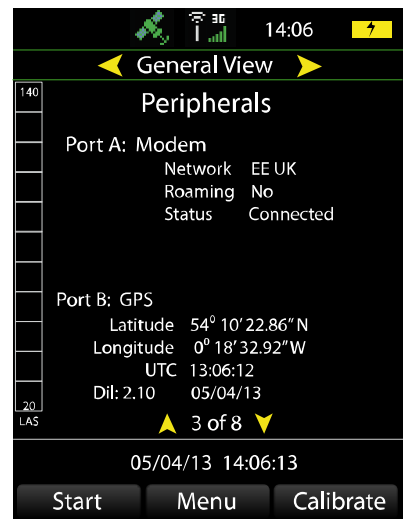 3G
14:06
General View
140
Peripherals
Port A: Modem
Network EE UK
Roaming No
Status Connected
Port B: GPS
Latitude 54⁰ 10' 22.86" N
Longitude 0⁰ 18' 32.92" W
UTC 13:06:12
Dil: 2.10 05/04/13
20
LAS
3 of 8
05/04/13 14:06:13
Start Menu Calibrate